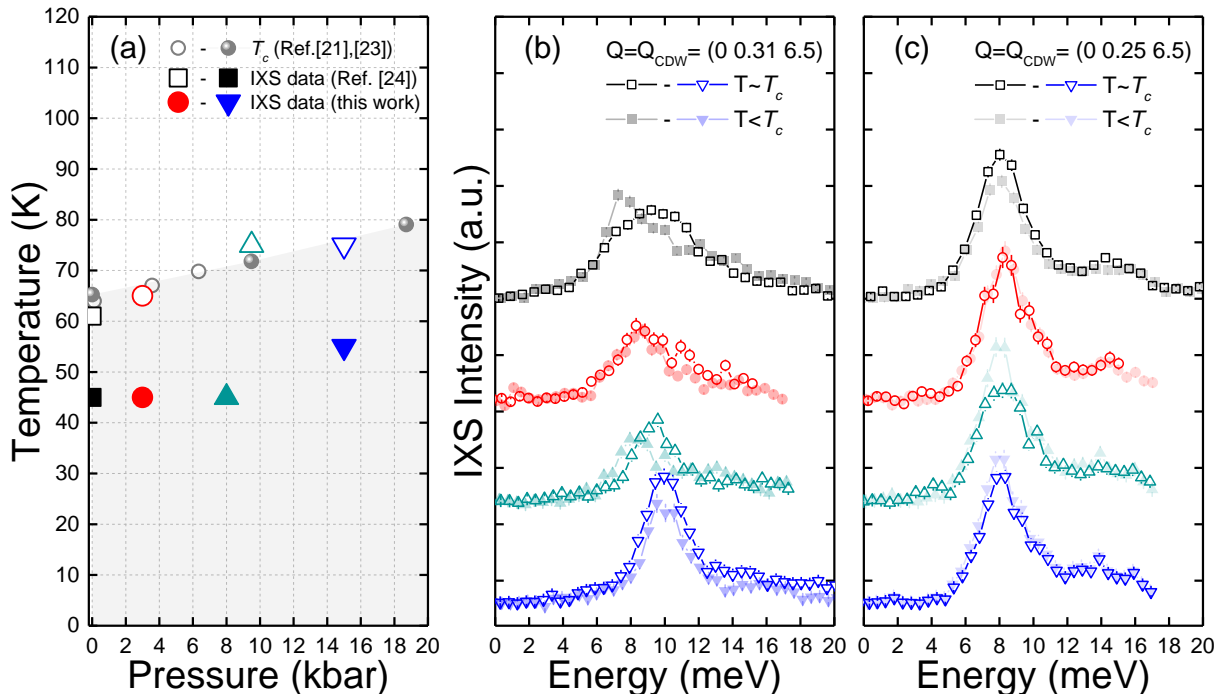 (a)
T_c (Ref.[21],[23])
IXS data (Ref. [24])
IXS data (this work)
Temperature (K)
120
110
100
90
80
70
60
50
40
30
20
10
0
0 2 4 6 8 10 12 14 16 18 20
Pressure (kbar)
(b) Q=Q_CDW= (0 0.31 6.5)
- T~T_c
- T<T_c
IXS Intensity (a.u.)
0 2 4 6 8 10 12 14 16 18 20
Energy (meV)
(c) Q=Q_CDW= (0 0.25 6.5)
- T~T_c
- T<T_c
0 2 4 6 8 10 12 14 16 18 20
Energy (meV)